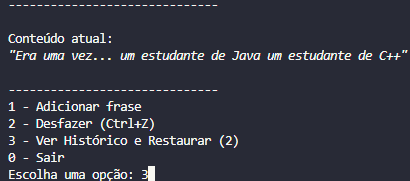 ------------------------------
Conteúdo atual:
"Era uma vez... um estudante de Java um estudante de C++"
------------------------------
1 - Adicionar frase
2 - Desfazer (Ctrl+Z)
3 - Ver Histórico e Restaurar (2)
0 - Sair
Escolha uma opção: 3